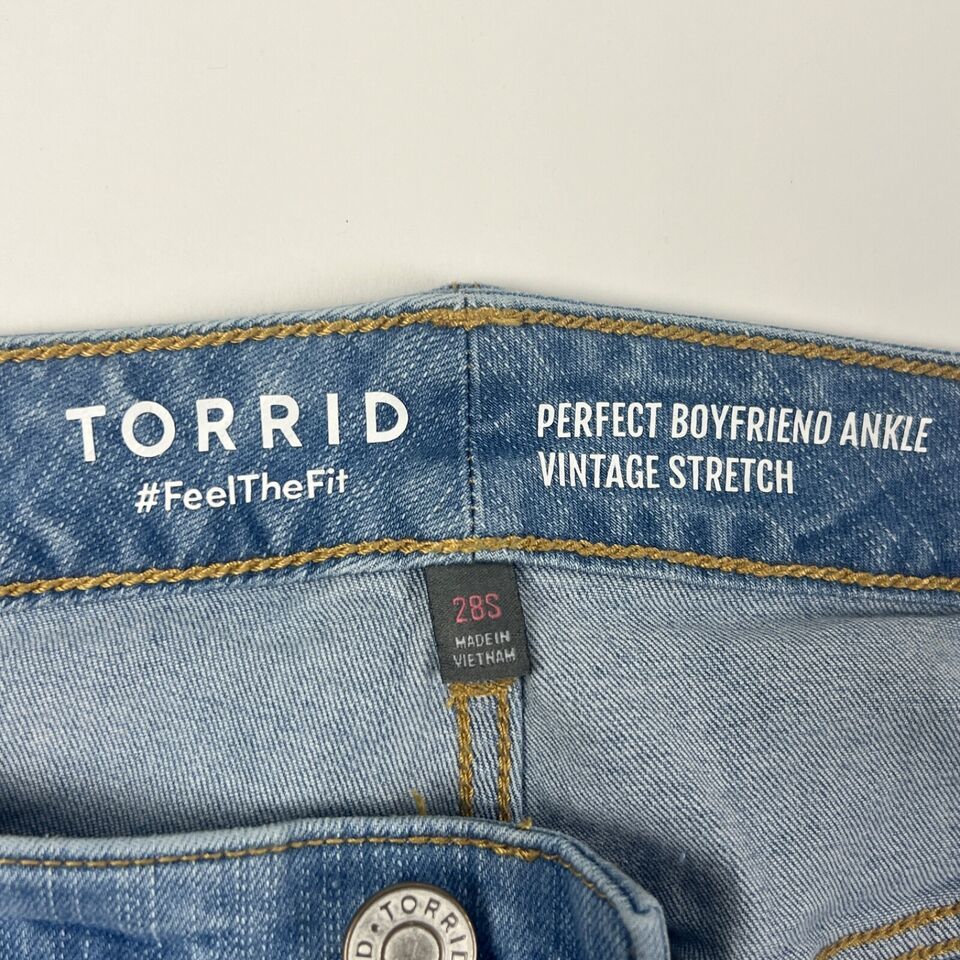 TORRID
#FeelTheFit
PERFECT BOYFRIEND ANKLE
VINTAGE STRETCH
28S
MADE IN
VIETNAM
TORRID